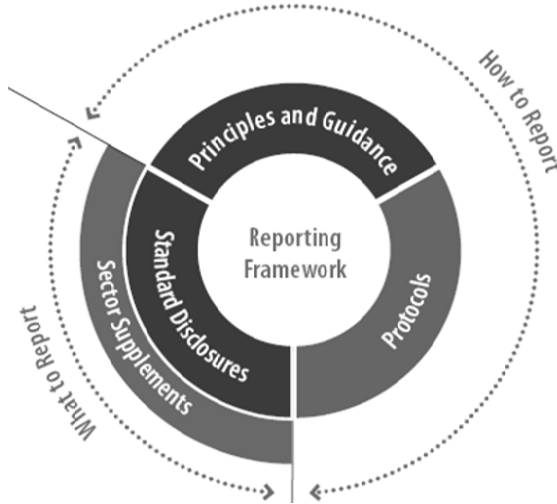 How to Report
Principles and Guidance
Reporting
Framework
Standard Disclosures
Sector Supplements
Protocols
What to Report